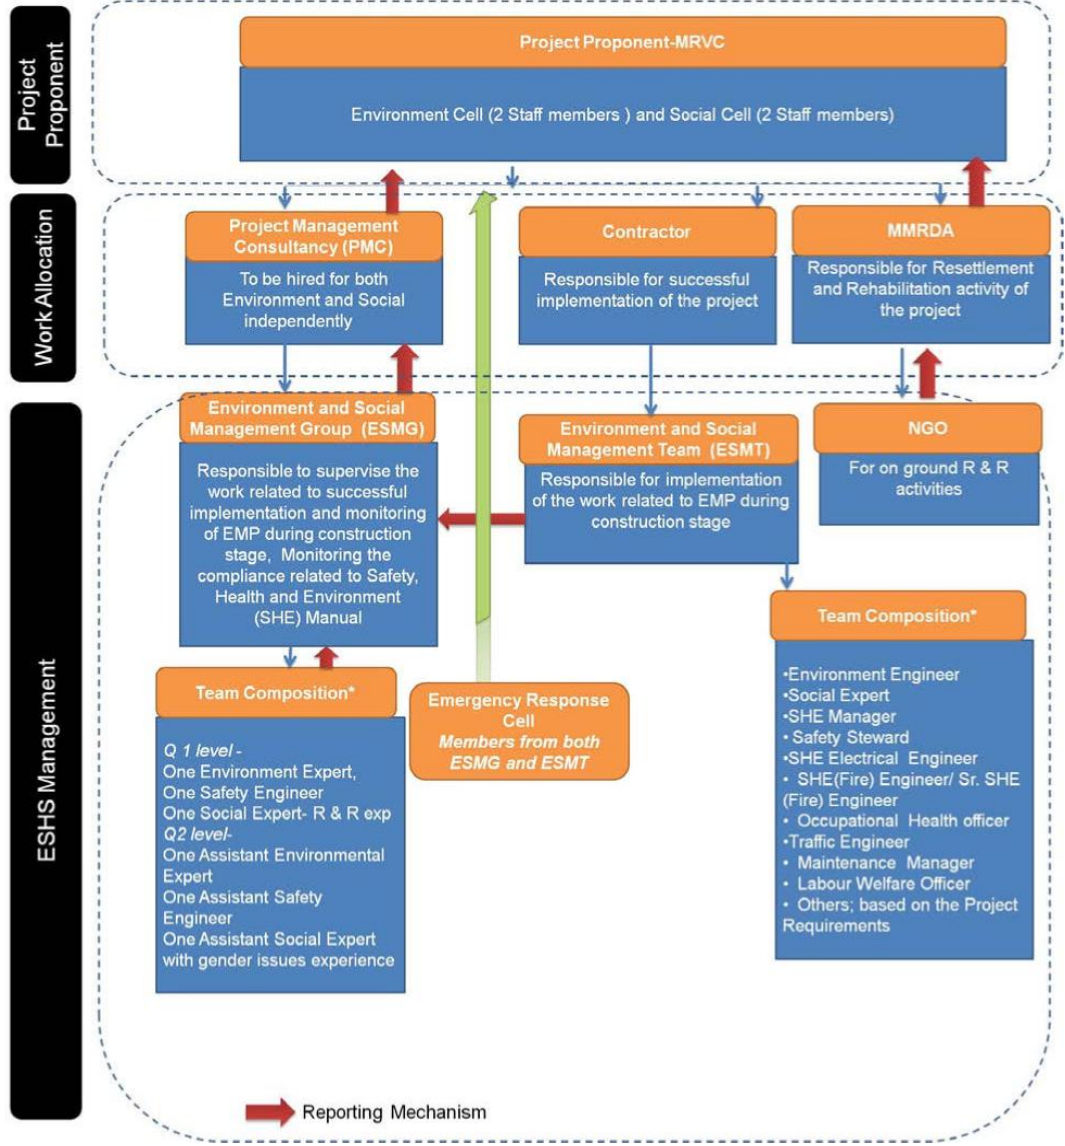 Project
Proponent
Project Proponent-MRVC
Environment Cell (2 Staff members ) and Social Cell (2 Staff members)
Work Allocation
Project Management
Consultancy (PMC)
To be hired for both
Environment and Social
independently
Contractor
Responsible for successful
implementation of the project
MMRDA
Responsible for Resettlement
and Rehabilitation activity of
the project
ESHS Management
Environment and Social
Management Group (ESMG)
Responsible to supervise the
work related to successful
implementation and monitoring
of EMP during construction
stage, Monitoring the
compliance related to Safety,
Health and Environment
(SHE) Manual
Environment and Social
Management Team (ESMT)
Responsible for implementation
of the work related to EMP during
construction stage
NGO
For on ground R & R
activities
Team Composition*
Q 1 level -
One Environment Expert,
One Safety Engineer
One Social Expert- R & R exp
Q2 level-
One Assistant Environmental
Expert
One Assistant Safety
Engineer
One Assistant Social Expert
with gender issues experience
Emergency Response
Cell
Members from both
ESMG and ESMT
Team Composition*
•Environment Engineer
•Social Expert
•SHE Manager
• Safety Steward
•SHE Electrical Engineer
• SHE(Fire) Engineer/ Sr. SHE
(Fire) Engineer
• Occupational Health officer
•Traffic Engineer
• Maintenance Manager
• Labour Welfare Officer
• Others; based on the Project
Requirements
Reporting Mechanism